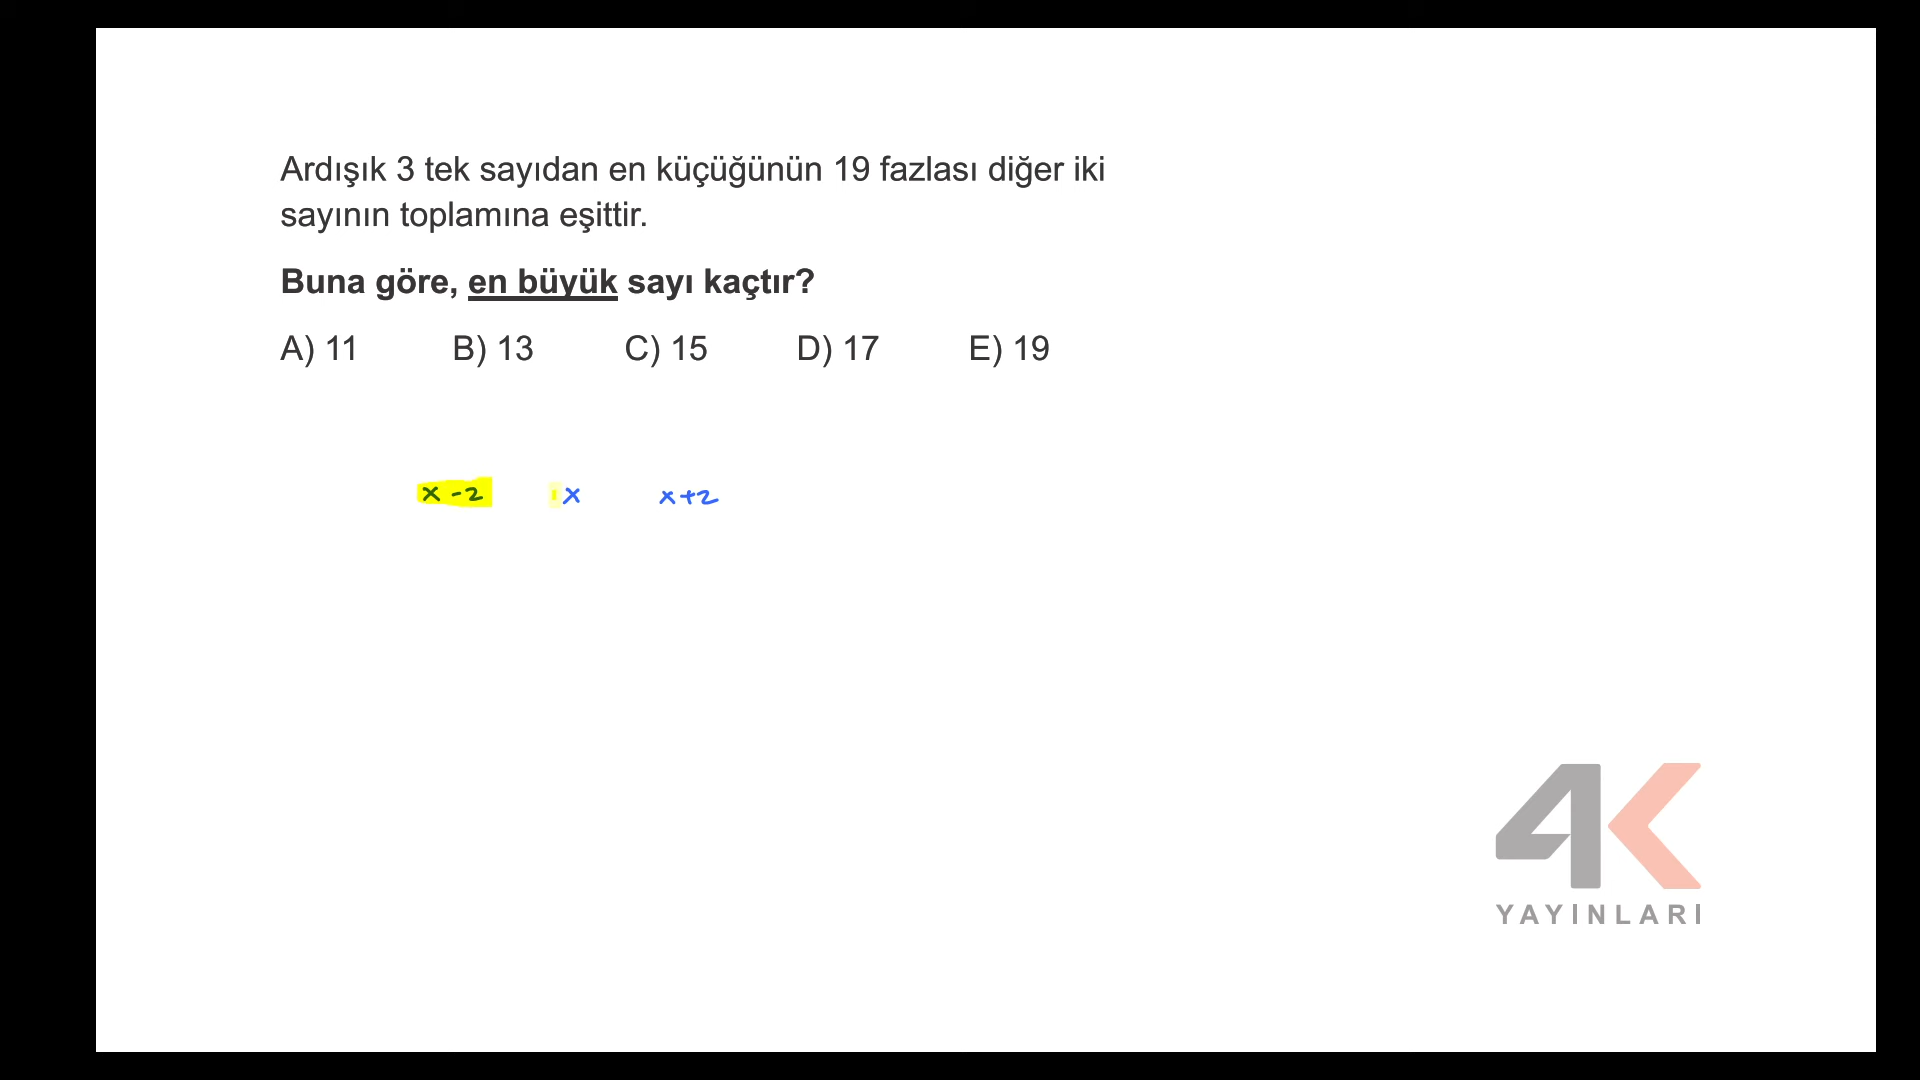 Ardışık 3 tek sayıdan en küçüğünün 19 fazlası diğer iki
sayının toplamına eşittir.
Buna göre, en büyük sayı kaçtır?
A) 11 B) 13 C) 15 D) 17 E) 19
x -2 x x+2
4K
YAYINLARI